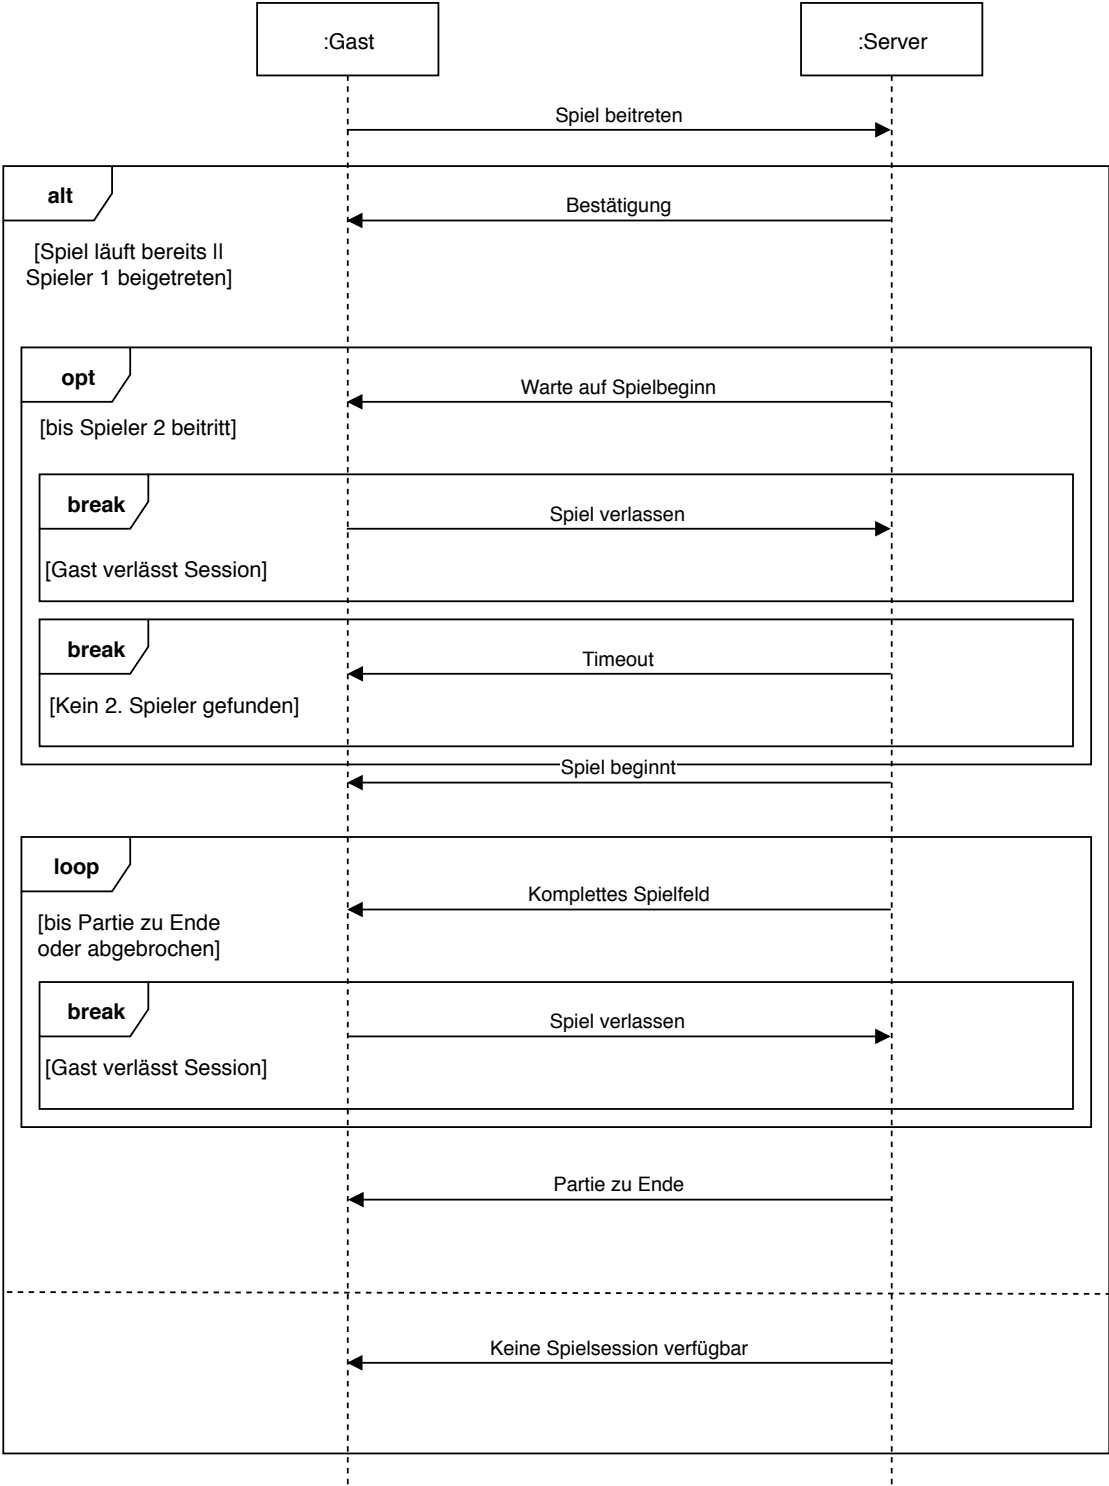 :Gast
:Server
Spiel beitreten
alt
Bestätigung
[Spiel läuft bereits ||
Spieler 1 beigetreten]
opt
Warte auf Spielbeginn
[bis Spieler 2 beitritt]
break
Spiel verlassen
[Gast verlässt Session]
break
Timeout
[Kein 2. Spieler gefunden]
Spiel beginnt
loop
Komplettes Spielfeld
[bis Partie zu Ende
oder abgebrochen]
break
Spiel verlassen
[Gast verlässt Session]
Partie zu Ende
Keine Spielsession verfügbar